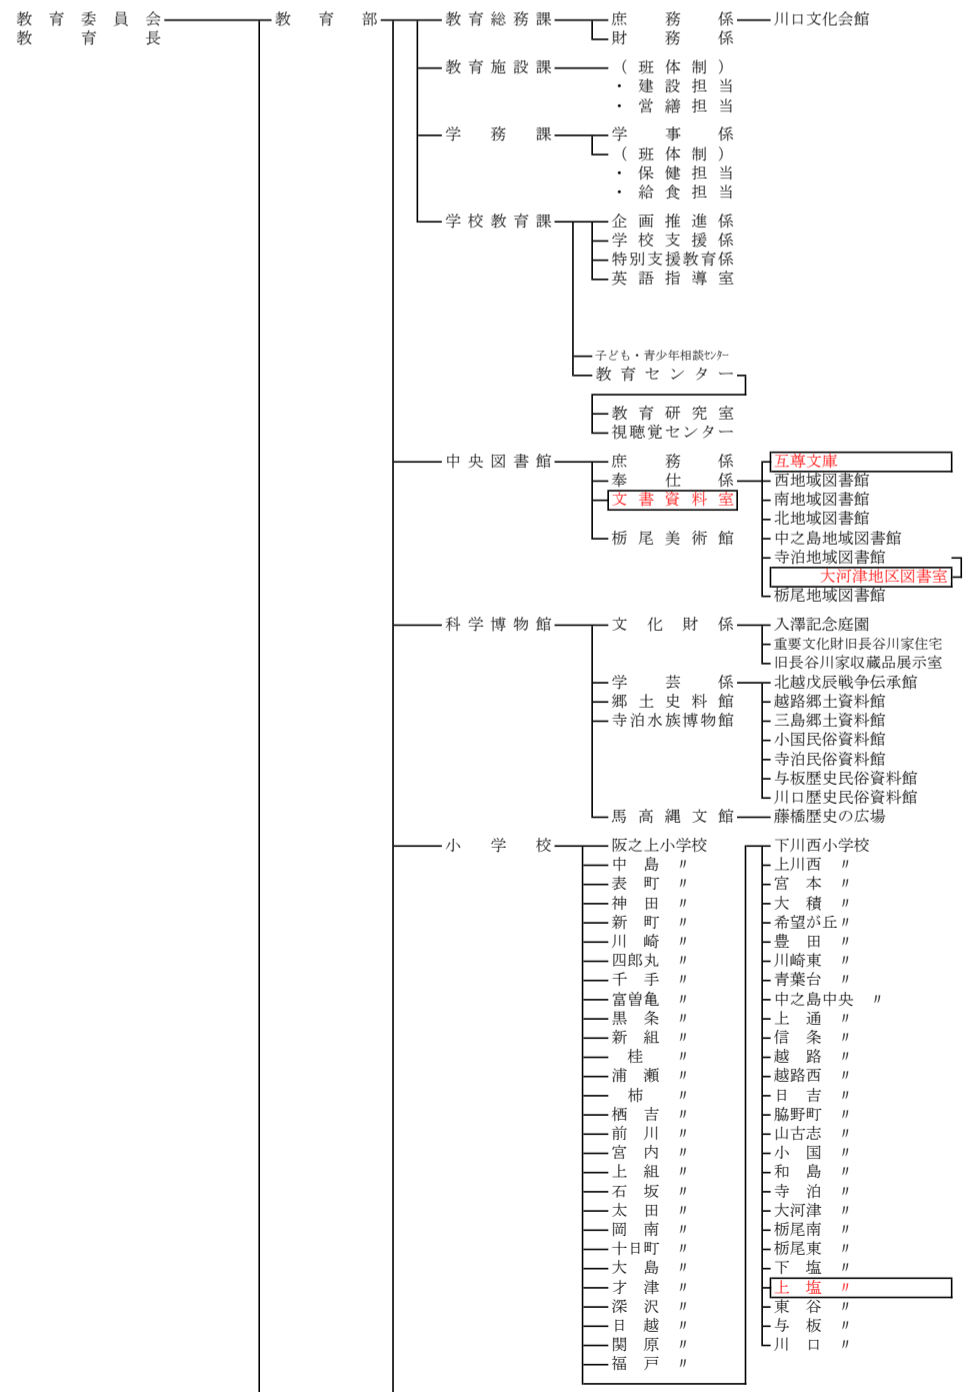 教育委員会 教育部 教育総務課 庶務係 川口文化会館
教育長 財務係
教育施設課 (班体制)
・建設担当
・営繕担当
学務課 学事係
(班体制)
・保健担当
・給食担当
学校教育課 企画推進係
学校支援係
特別支援教育係
英語指導室
子ども・青少年相談ｾﾝﾀｰ
教育センター
教育研究室
視聴覚センター
中央図書館 庶務係 互尊文庫
奉仕係 西地域図書館
文書資料室 南地域図書館
北地域図書館
栃尾美術館 中之島地域図書館
寺泊地域図書館
大河津地区図書室
栃尾地域図書館
科学博物館 文化財係 入澤記念庭園
重要文化財旧長谷川家住宅
旧長谷川家収蔵品展示室
学芸係 北越戊辰戦争伝承館
郷土史料館 越路郷土資料館
寺泊水族博物館 三島郷土資料館
小国民俗資料館
寺泊民俗資料館
与板歴史民俗資料館
川口歴史民俗資料館
馬高縄文館 藤橋歴史の広場
小学校 阪之上小学校 下川西小学校
中島 〃 上川西 〃
表町 〃 宮本 〃
神田 〃 大積 〃
新町 〃 希望が丘 〃
川崎 〃 豊田 〃
四郎丸 〃 川崎東 〃
千手 〃 青葉台 〃
富曽亀 〃 中之島中央 〃
黒条 〃 上通 〃
新組 〃 信条 〃
桂 〃 越路 〃
浦瀬 〃 越路西 〃
柿 〃 日吉 〃
栖吉 〃 脇野町 〃
前川 〃 山古志 〃
宮内 〃 小国 〃
上組 〃 和島 〃
石坂 〃 寺泊 〃
太田 〃 大河津 〃
岡南 〃 栃尾南 〃
十日町 〃 栃尾東 〃
大島 〃 下塩 〃
才津 〃 上塩 〃
深沢 〃 東谷 〃
日越 〃 与板 〃
関原 〃 川口 〃
福戸 〃